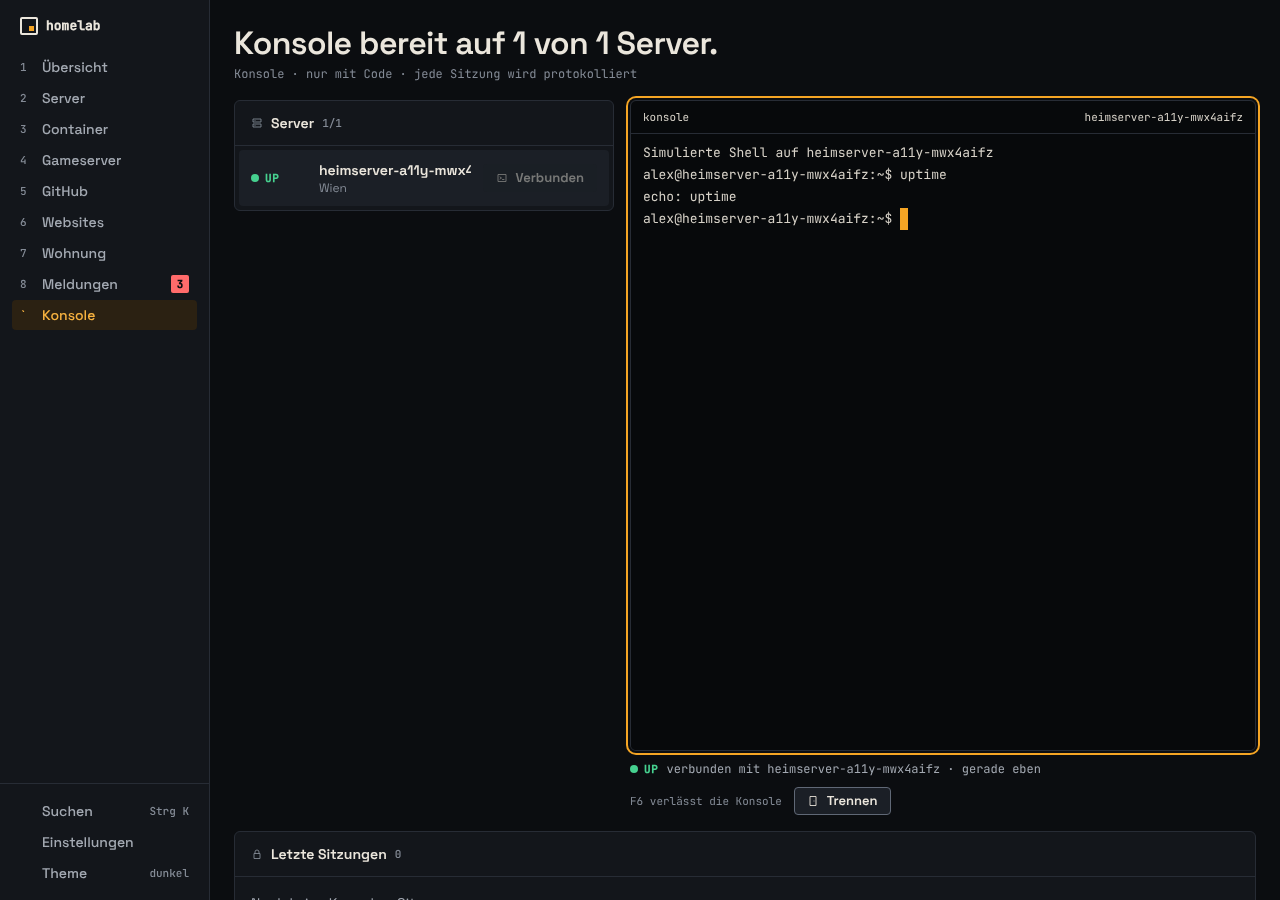 homelab
1 Übersicht
2 Server
3 Container
4 Gameserver
5 GitHub
6 Websites
7 Wohnung
8 Meldungen 3
` Konsole
Suchen Strg K
Einstellungen
Theme dunkel
Konsole bereit auf 1 von 1 Server.
Konsole · nur mit Code · jede Sitzung wird protokolliert
Server 1/1
UP heimserver-a11y-mwx4
Wien
Verbunden
konsole heimserver-a11y-mwx4aifz
Simulierte Shell auf heimserver-a11y-mwx4aifz
alex@heimserver-a11y-mwx4aifz:~$ uptime
echo: uptime
alex@heimserver-a11y-mwx4aifz:~$
UP verbunden mit heimserver-a11y-mwx4aifz · gerade eben
F6 verlässt die Konsole Trennen
Letzte Sitzungen 0